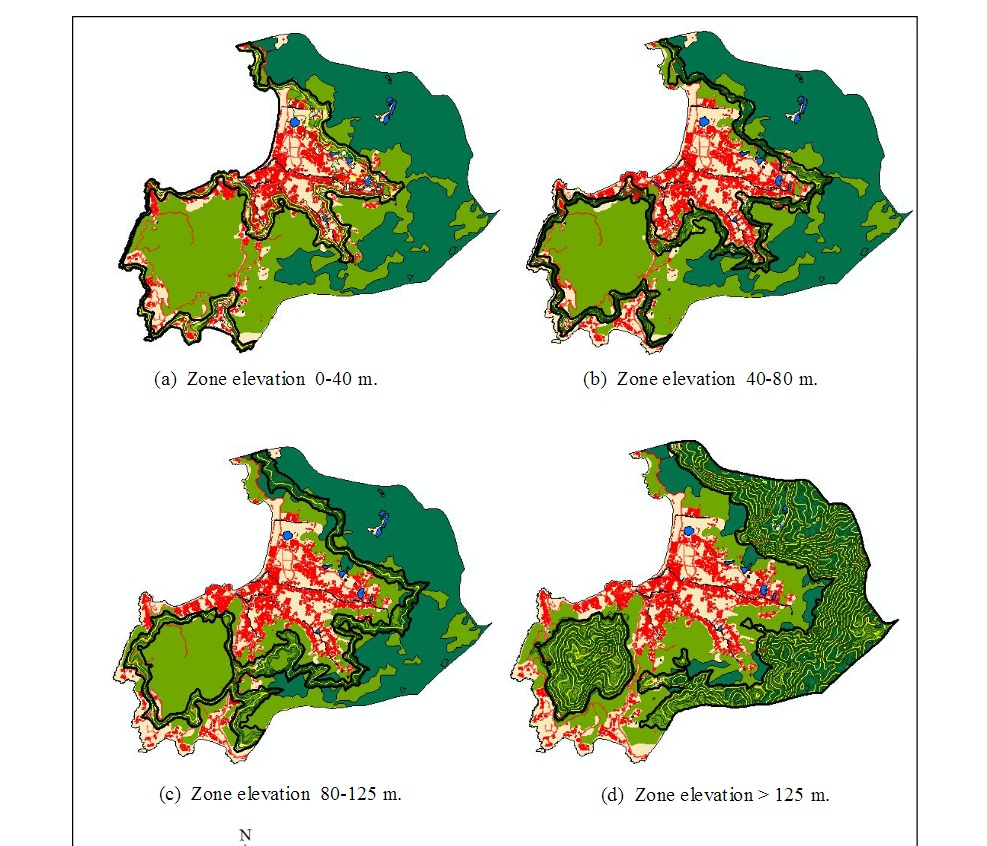 (a) Zone elevation 0-40 m.
(b) Zone elevation 40-80 m.
(c) Zone elevation 80-125 m.
(d) Zone elevation > 125 m.
N